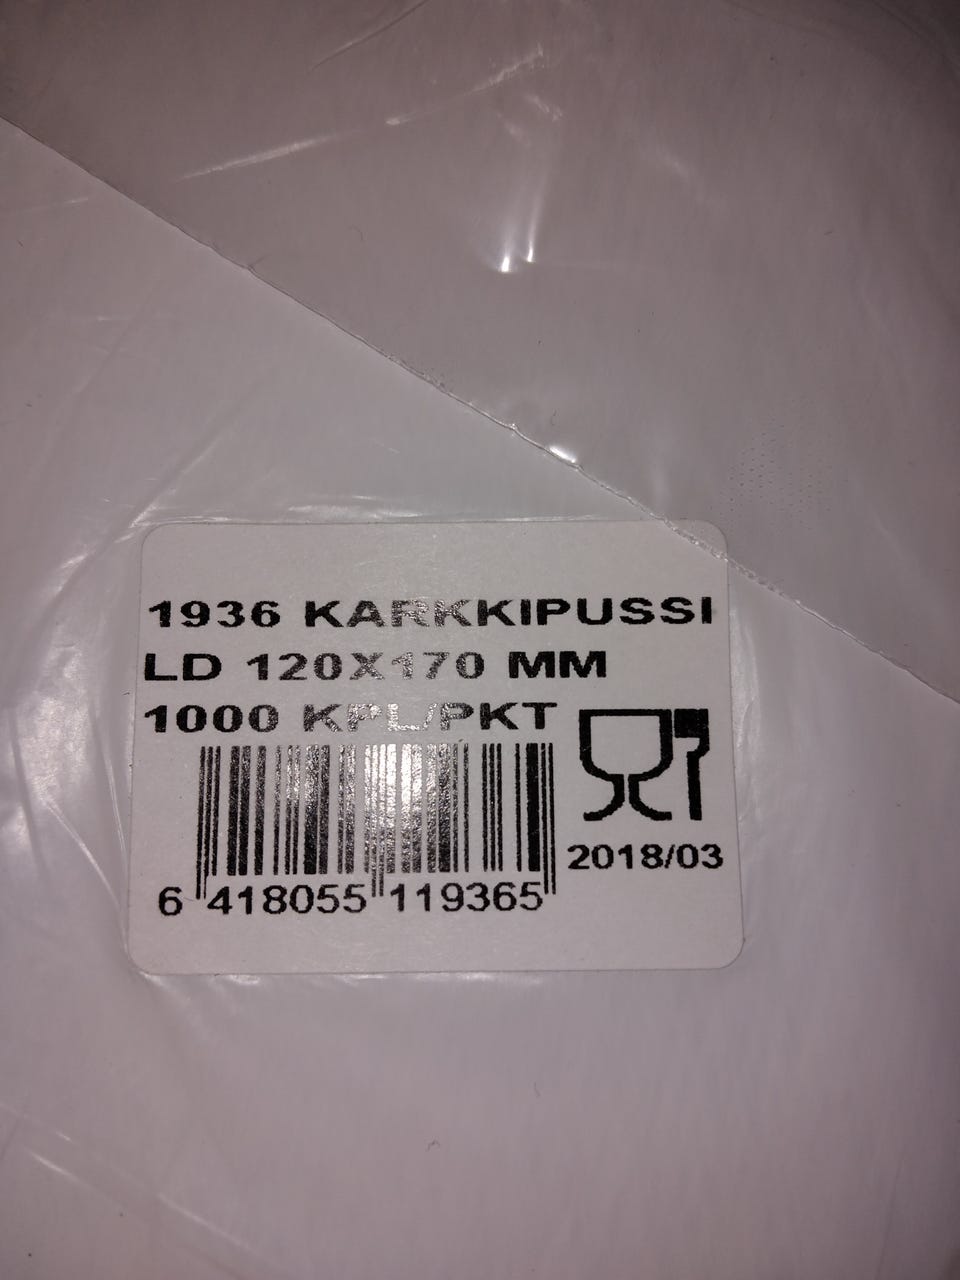 1936 KARKKIPUSSI
LD 120X170 MM
1000 KPL/PKT
2018/03
6 418055 119365